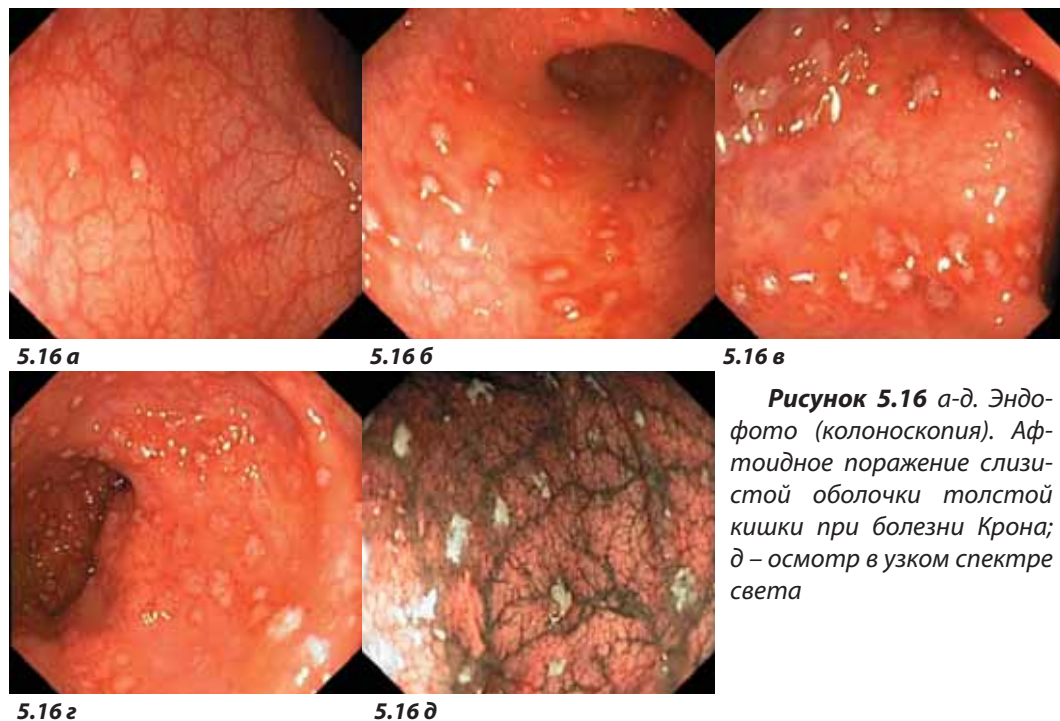 5.16 а
5.16 б
5.16 в
Рисунок 5.16 а-д. Эндо-
фото (колоноскопия). Аф-
тоидное поражение слизи-
стой оболочки толстой
кишки при болезни Крона;
д – осмотр в узком спектре
света
5.16 г
5.16 д